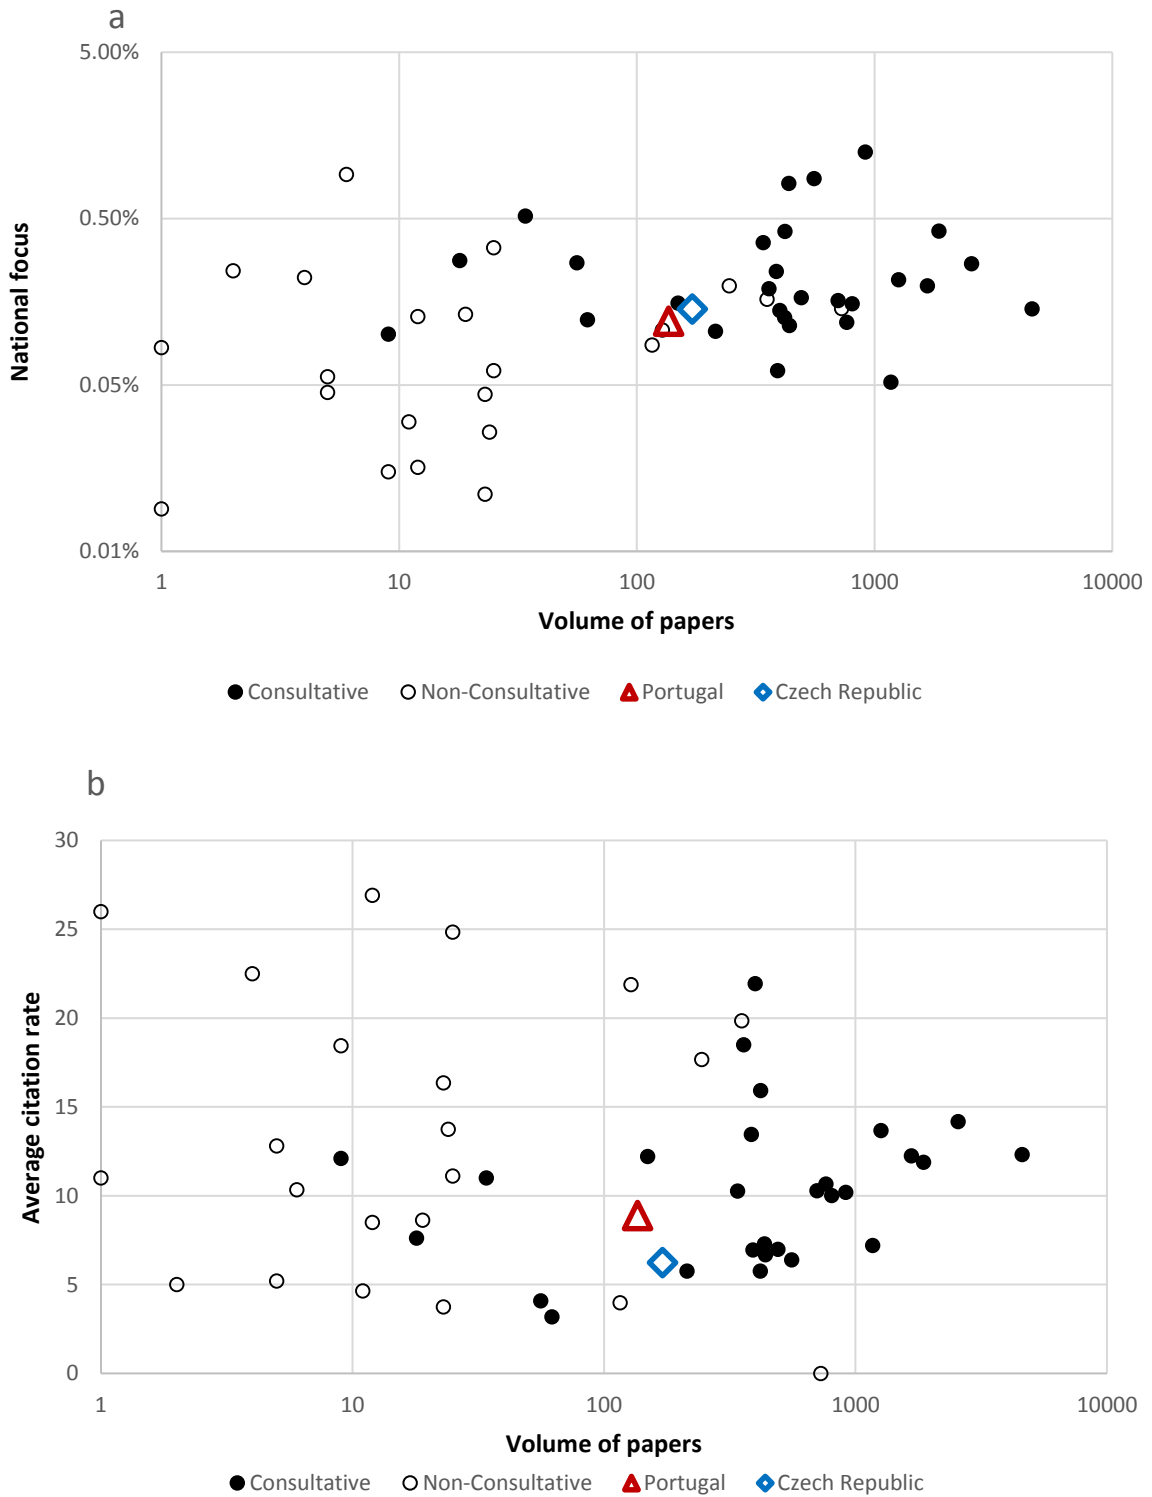 a
5.00%
0.50%
0.05%
0.01%
National focus
1 10 100 1000 10000
Volume of papers
Consultative Non-Consultative Portugal Czech Republic
b
30
25
20
15
10
5
0
Average citation rate
1 10 100 1000 10000
Volume of papers
Consultative Non-Consultative Portugal Czech Republic